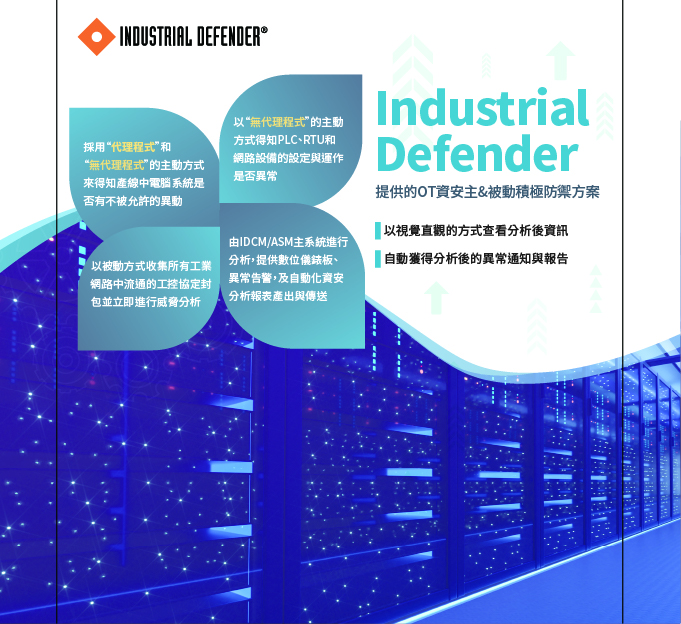 INDUSTRIAL DEFENDER®
採用“代理程式”和
“無代理程式”的主動方式
來得知產線中電腦系統是
否有不被允許的異動
以“無代理程式”的主動
方式得知PLC、RTU和
網路設備的設定與運作
是否異常
以被動方式收集所有工業
網路中流通的工控協定封
包並立即進行威脅分析
由IDCM/ASM主系統進行
分析，提供數位儀錶板、
異常告警，及自動化資安
分析報表產出與傳送
Industrial
Defender
提供的OT資安主&被動積極防禦方案
以視覺直觀的方式查看分析後資訊
自動獲得分析後的異常通知與報告